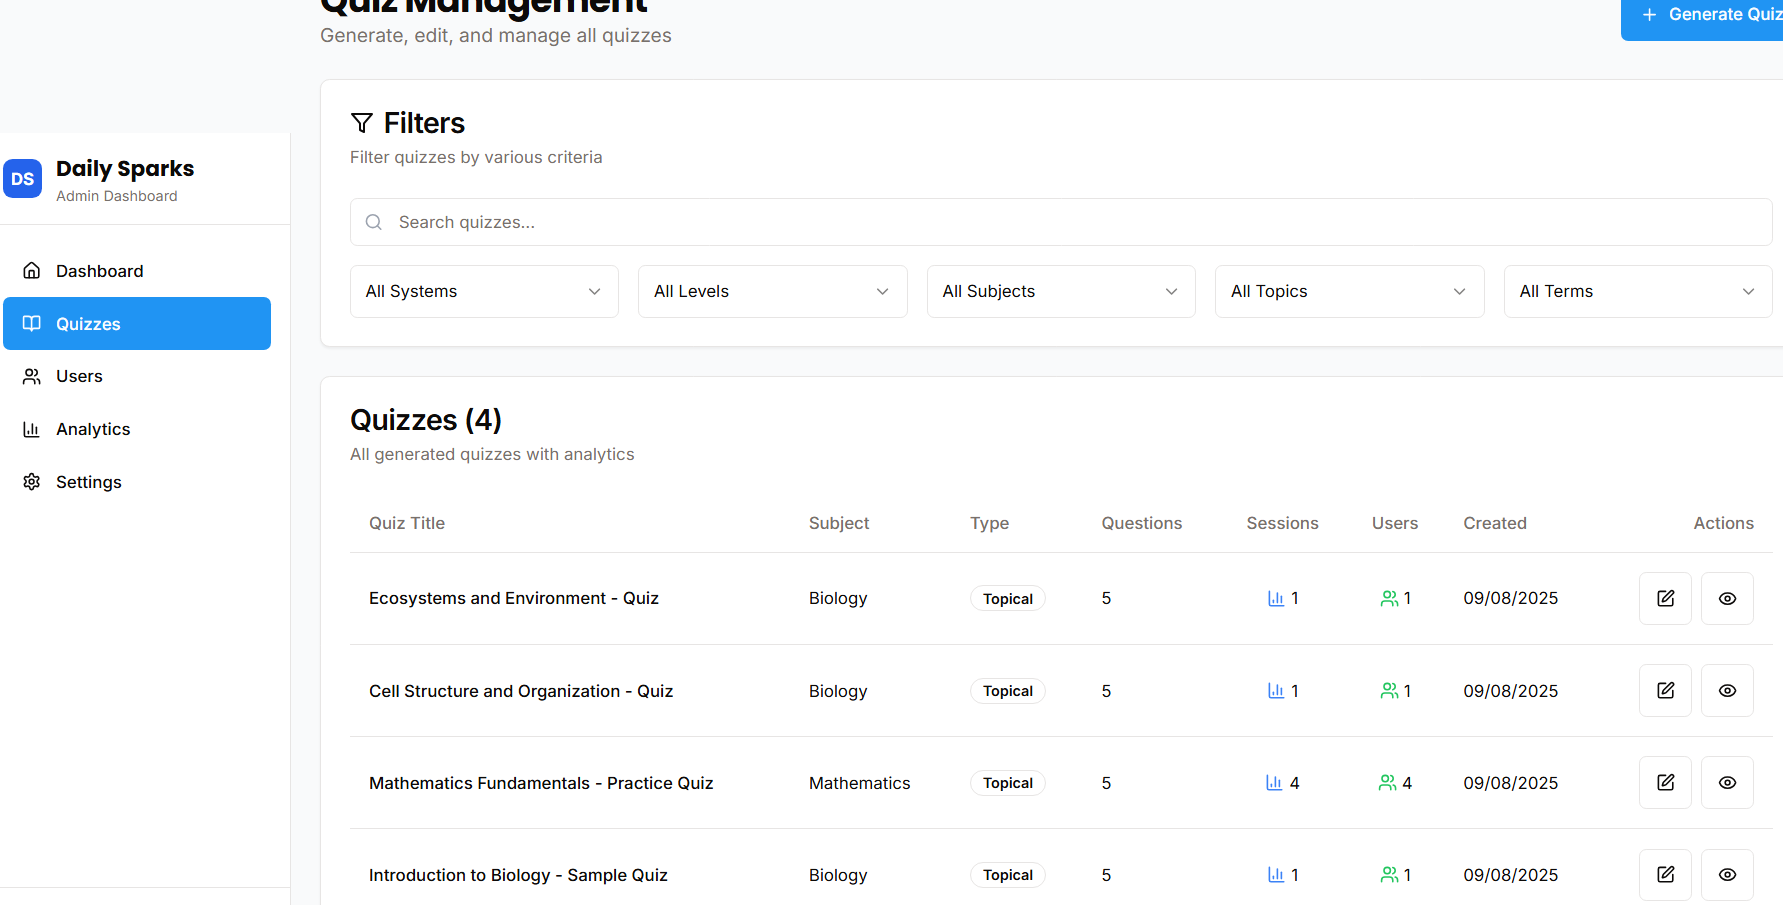 Quiz Management
Generate, edit, and manage all quizzes
+ Generate Quiz
Filters
Filter quizzes by various criteria
DS
Daily Sparks
Admin Dashboard
Search quizzes...
All Systems
All Levels
All Subjects
All Topics
All Terms
Dashboard
Quizzes
Users
Analytics
Settings
Quizzes (4)
All generated quizzes with analytics
Quiz Title Subject Type Questions Sessions Users Created Actions
Ecosystems and Environment - Quiz Biology Topical 5 1 1 09/08/2025
Cell Structure and Organization - Quiz Biology Topical 5 1 1 09/08/2025
Mathematics Fundamentals - Practice Quiz Mathematics Topical 5 4 4 09/08/2025
Introduction to Biology - Sample Quiz Biology Topical 5 1 1 09/08/2025